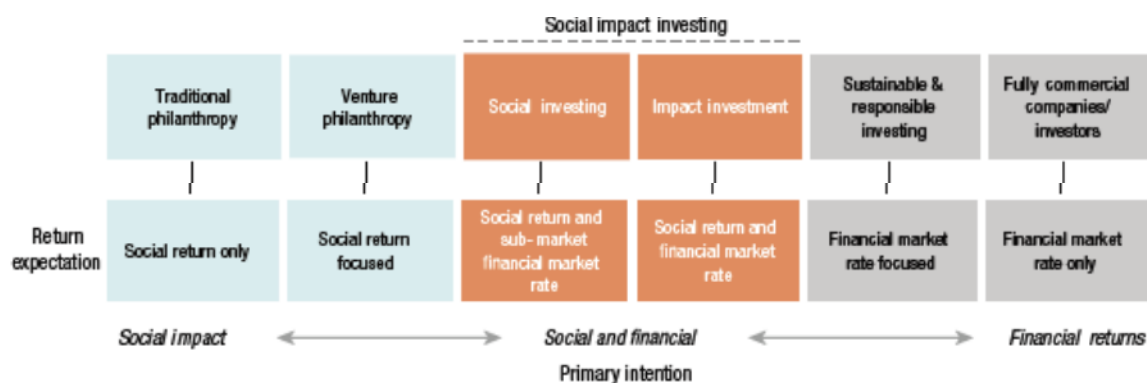 Social impact investing
Traditional
philanthropy
Venture
philanthropy
Social investing
Impact investment
Sustainable &
responsible
investing
Fully commercial
companies/
investors
Return
expectation
Social return only
Social return
focused
Social return and
sub- market
financial market
rate
Social return and
financial market
rate
Financial market
rate focused
Financial market
rate only
Social impact
Social and financial
Financial returns
Primary intention